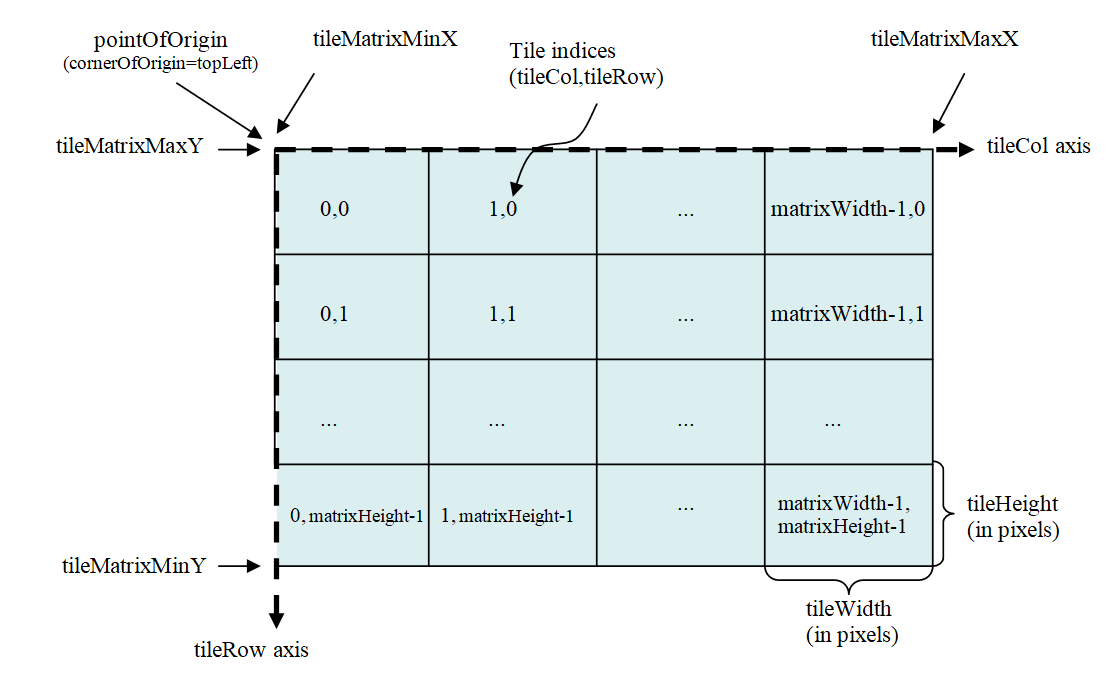 pointOfOrigin
(cornerOfOrigin=topLeft)
tileMatrixMinX
Tile indices
(tileCol,tileRow)
tileMatrixMaxX
tileMatrixMaxY
tileCol axis
0,0
1,0
...
matrixWidth-1,0
0,1
1,1
...
matrixWidth-1,1
...
...
...
...
0, matrixHeight-1
1, matrixHeight-1
...
matrixWidth-1,
matrixHeight-1
tileHeight
(in pixels)
tileMatrixMinY
tileWidth
(in pixels)
tileRow axis